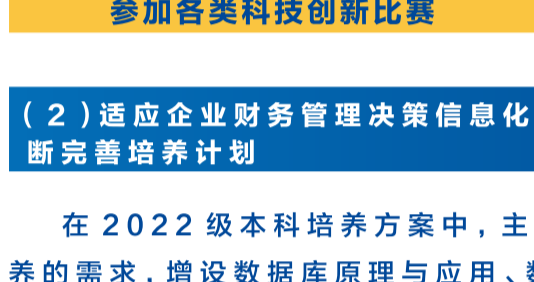 参加各类科技创新比赛
(2)适应企业财务管理决策信息化
断完善培养计划
在2022级本科培养方案中,主
养的需求,增设数据库原理与应用、